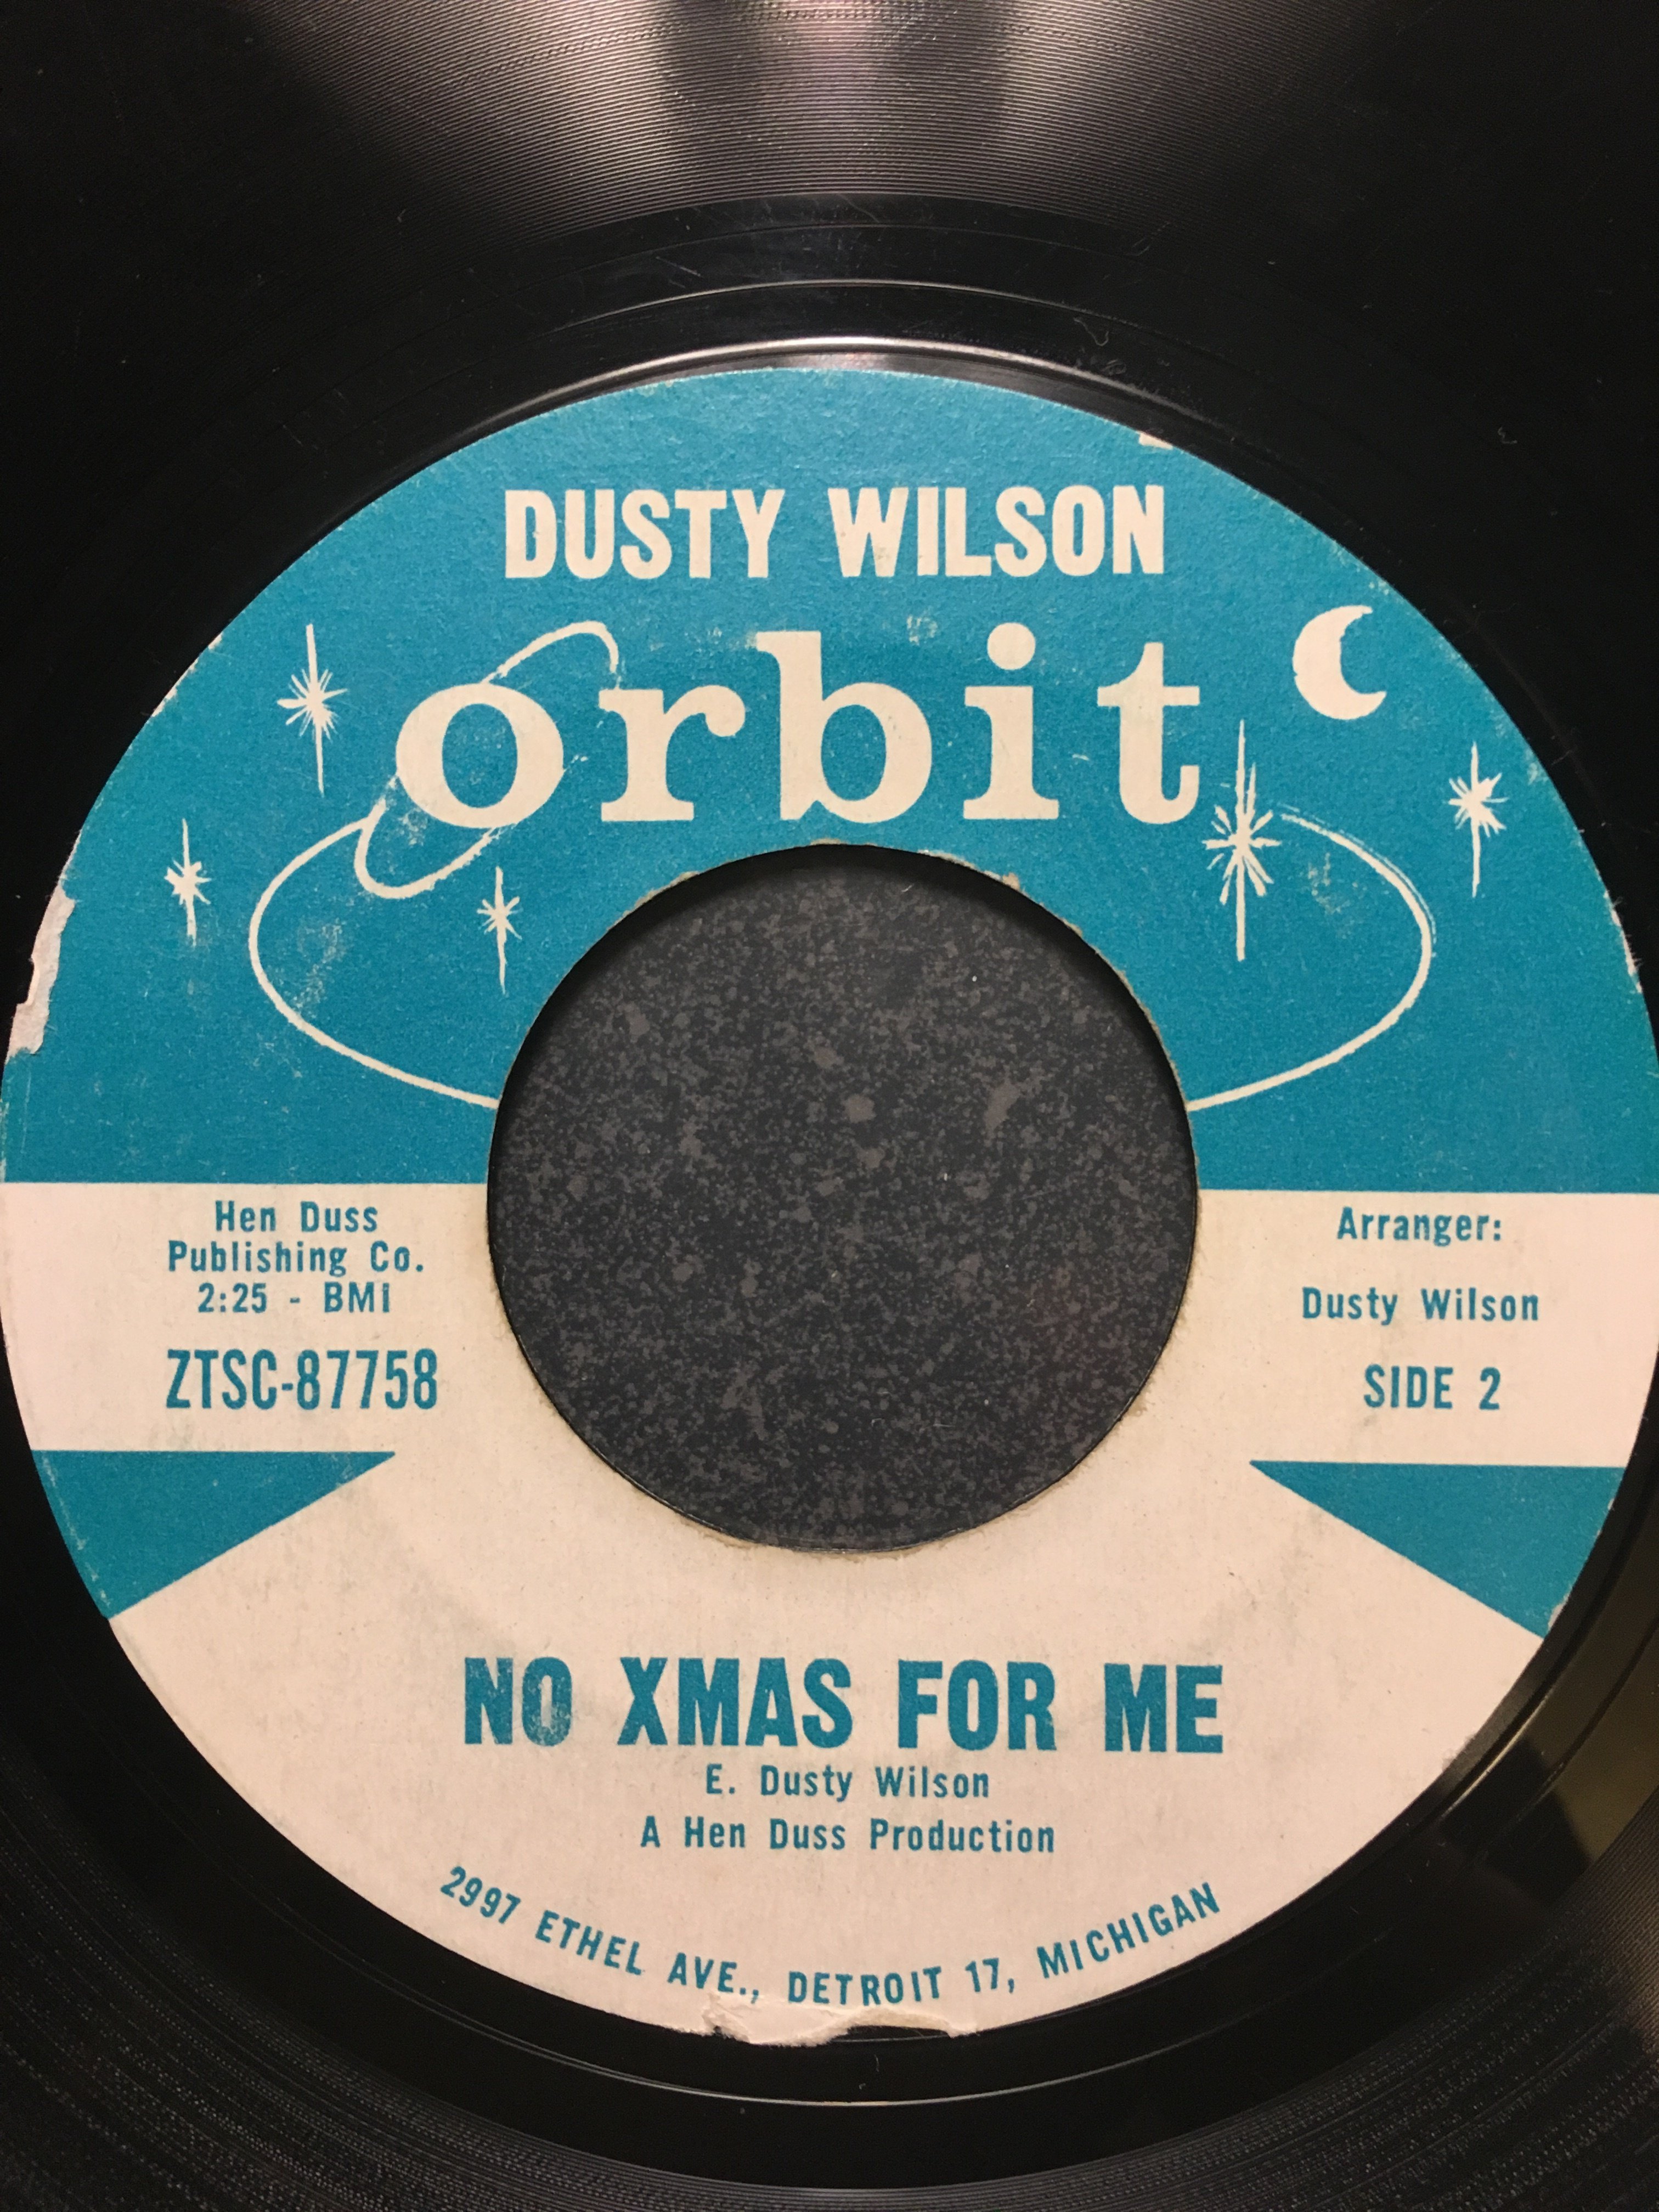 DUSTY WILSON
orbit
Hen Duss
Publishing Co.
2:25 - BMI
ZTSC-87758
Arranger:
Dusty Wilson
SIDE 2
NO XMAS FOR ME
E. Dusty Wilson
A Hen Duss Production
2997 ETHEL AVE., DETROIT 17, MICHIGAN